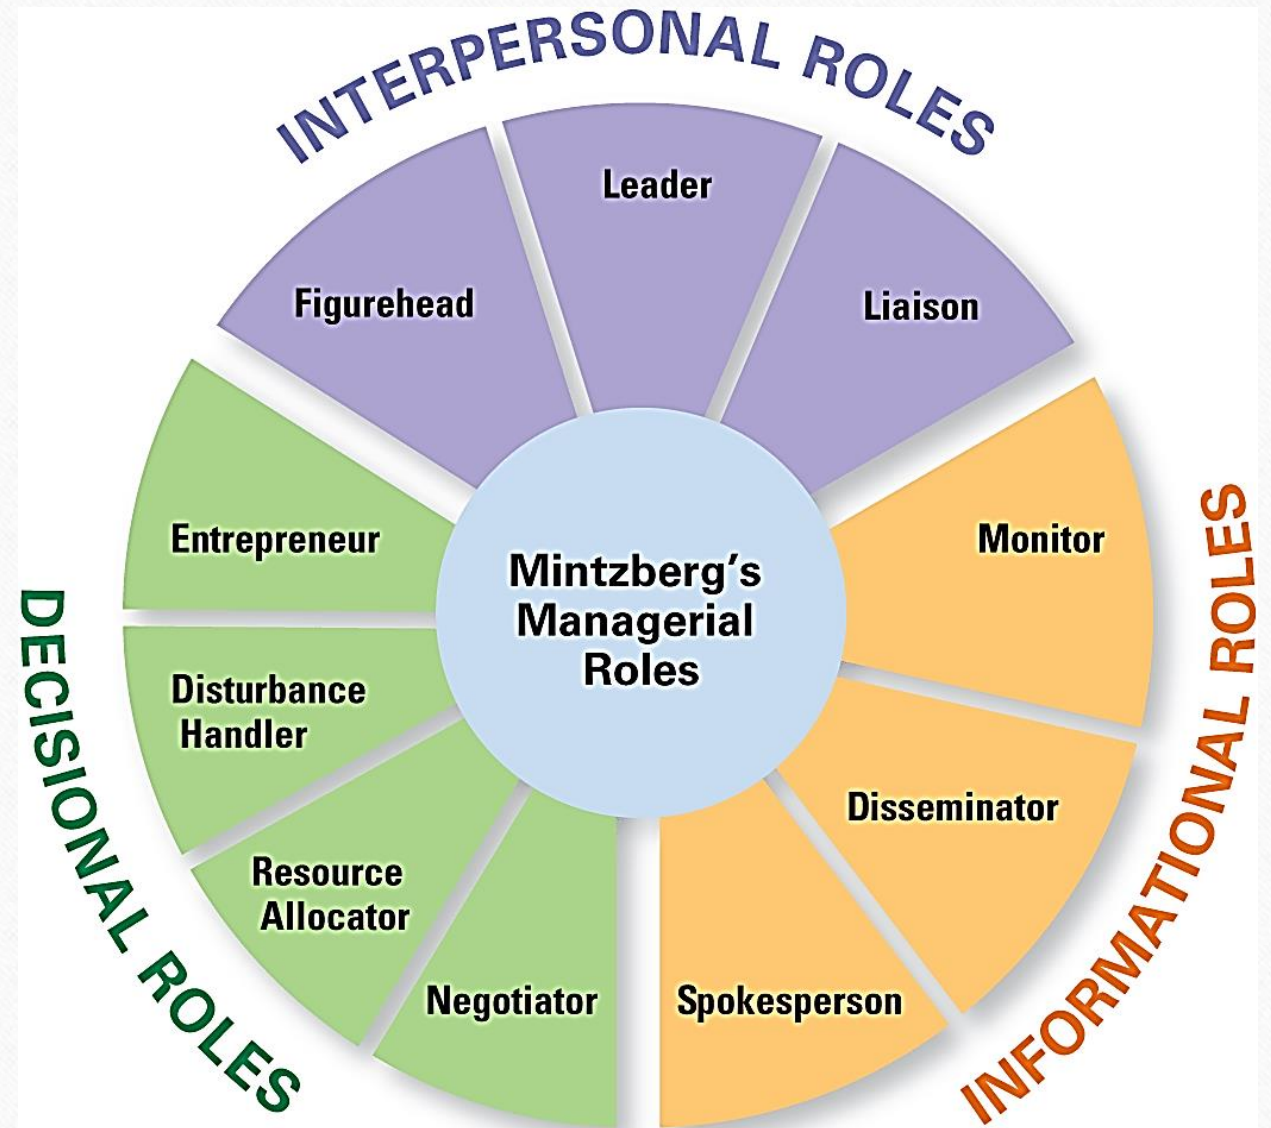 INTERPERSONAL ROLES
Leader
Figurehead
Liaison
Entrepreneur
Monitor
Mintzberg’s
Managerial
Roles
Disturbance
Handler
Disseminator
Resource
Allocator
Negotiator
Spokesperson
DECISIONAL ROLES
INFORMATIONAL ROLES